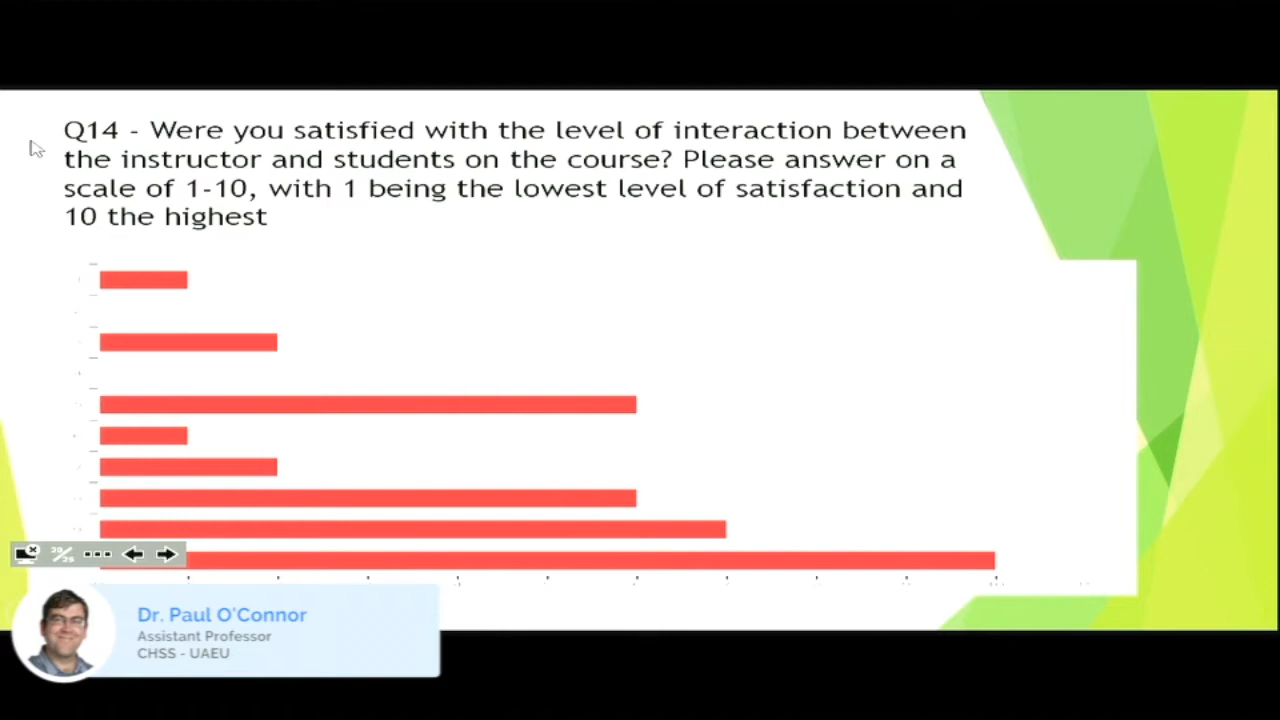 Q14 - Were you satisfied with the level of interaction between
the instructor and students on the course? Please answer on a
scale of 1-10, with 1 being the lowest level of satisfaction and
10 the highest
Dr. Paul O'Connor
Assistant Professor
CHSS - UAEU